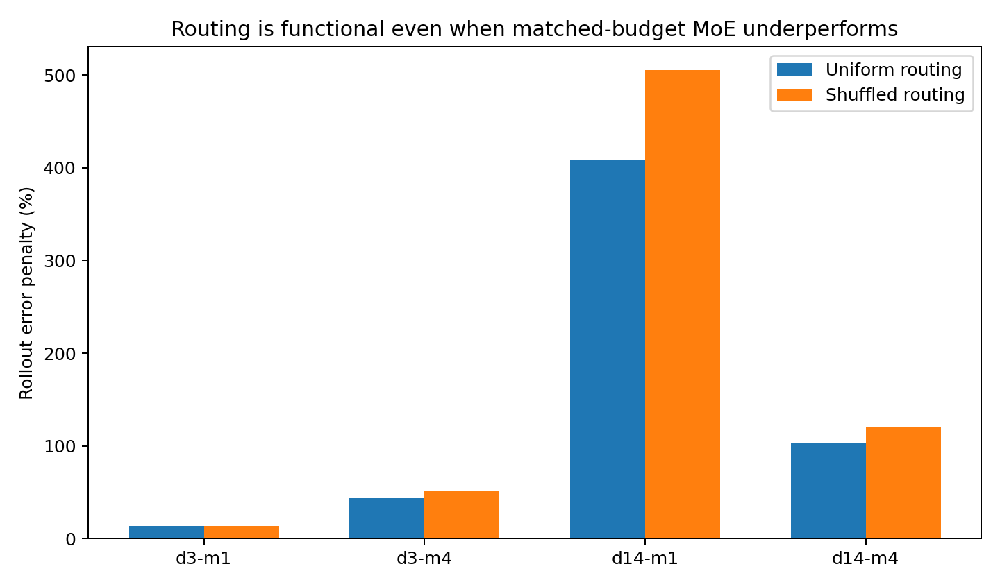 Routing is functional even when matched-budget MoE underperforms
Uniform routing
Shuffled routing
Rollout error penalty (%)
500
400
300
200
100
0
d3-m1
d3-m4
d14-m1
d14-m4